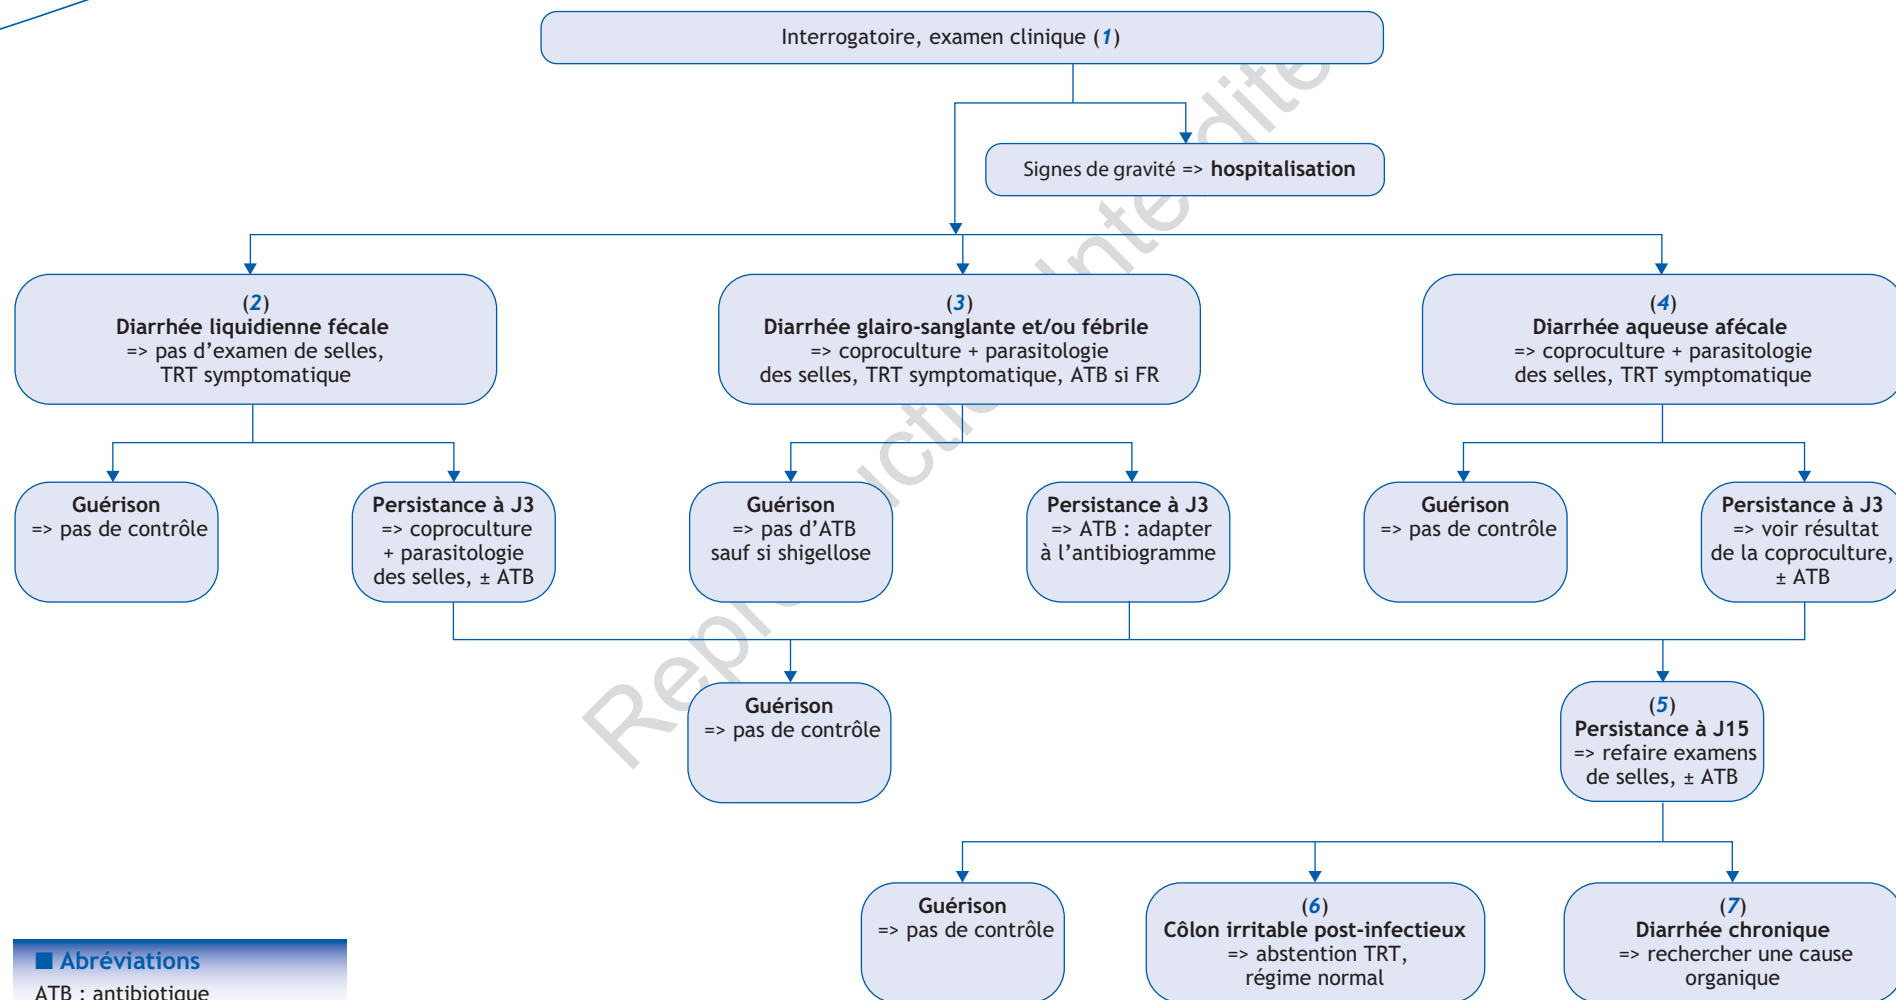 Interrogatoire, examen clinique (1)
Signes de gravité => hospitalisation
(2)
Diarrhée liquidienne fécale
=> pas d'examen de selles,
TRT symptomatique
(3)
Diarrhée glairo-sanglante et/ou fébrile
=> coproculture + parasitologie
des selles, TRT symptomatique, ATB si FR
(4)
Diarrhée aqueuse afécale
=> coproculture + parasitologie
des selles, TRT symptomatique
Guérison
=> pas de contrôle
Persistance à J3
=> coproculture
+ parasitologie
des selles, ± ATB
Guérison
=> pas d'ATB
sauf si shigellose
Persistance à J3
=> ATB : adapter
à l'antibiogramme
Guérison
=> pas de contrôle
Persistance à J3
=> voir résultat
de la coproculture,
± ATB
Guérison
=> pas de contrôle
(5)
Persistance à J15
=> refaire examens
de selles, ± ATB
Guérison
=> pas de contrôle
(6)
Côlon irritable post-infectieux
=> abstention TRT,
régime normal
(7)
Diarrhée chronique
=> rechercher une cause
organique
■ Abréviations
ATB : antibiotique